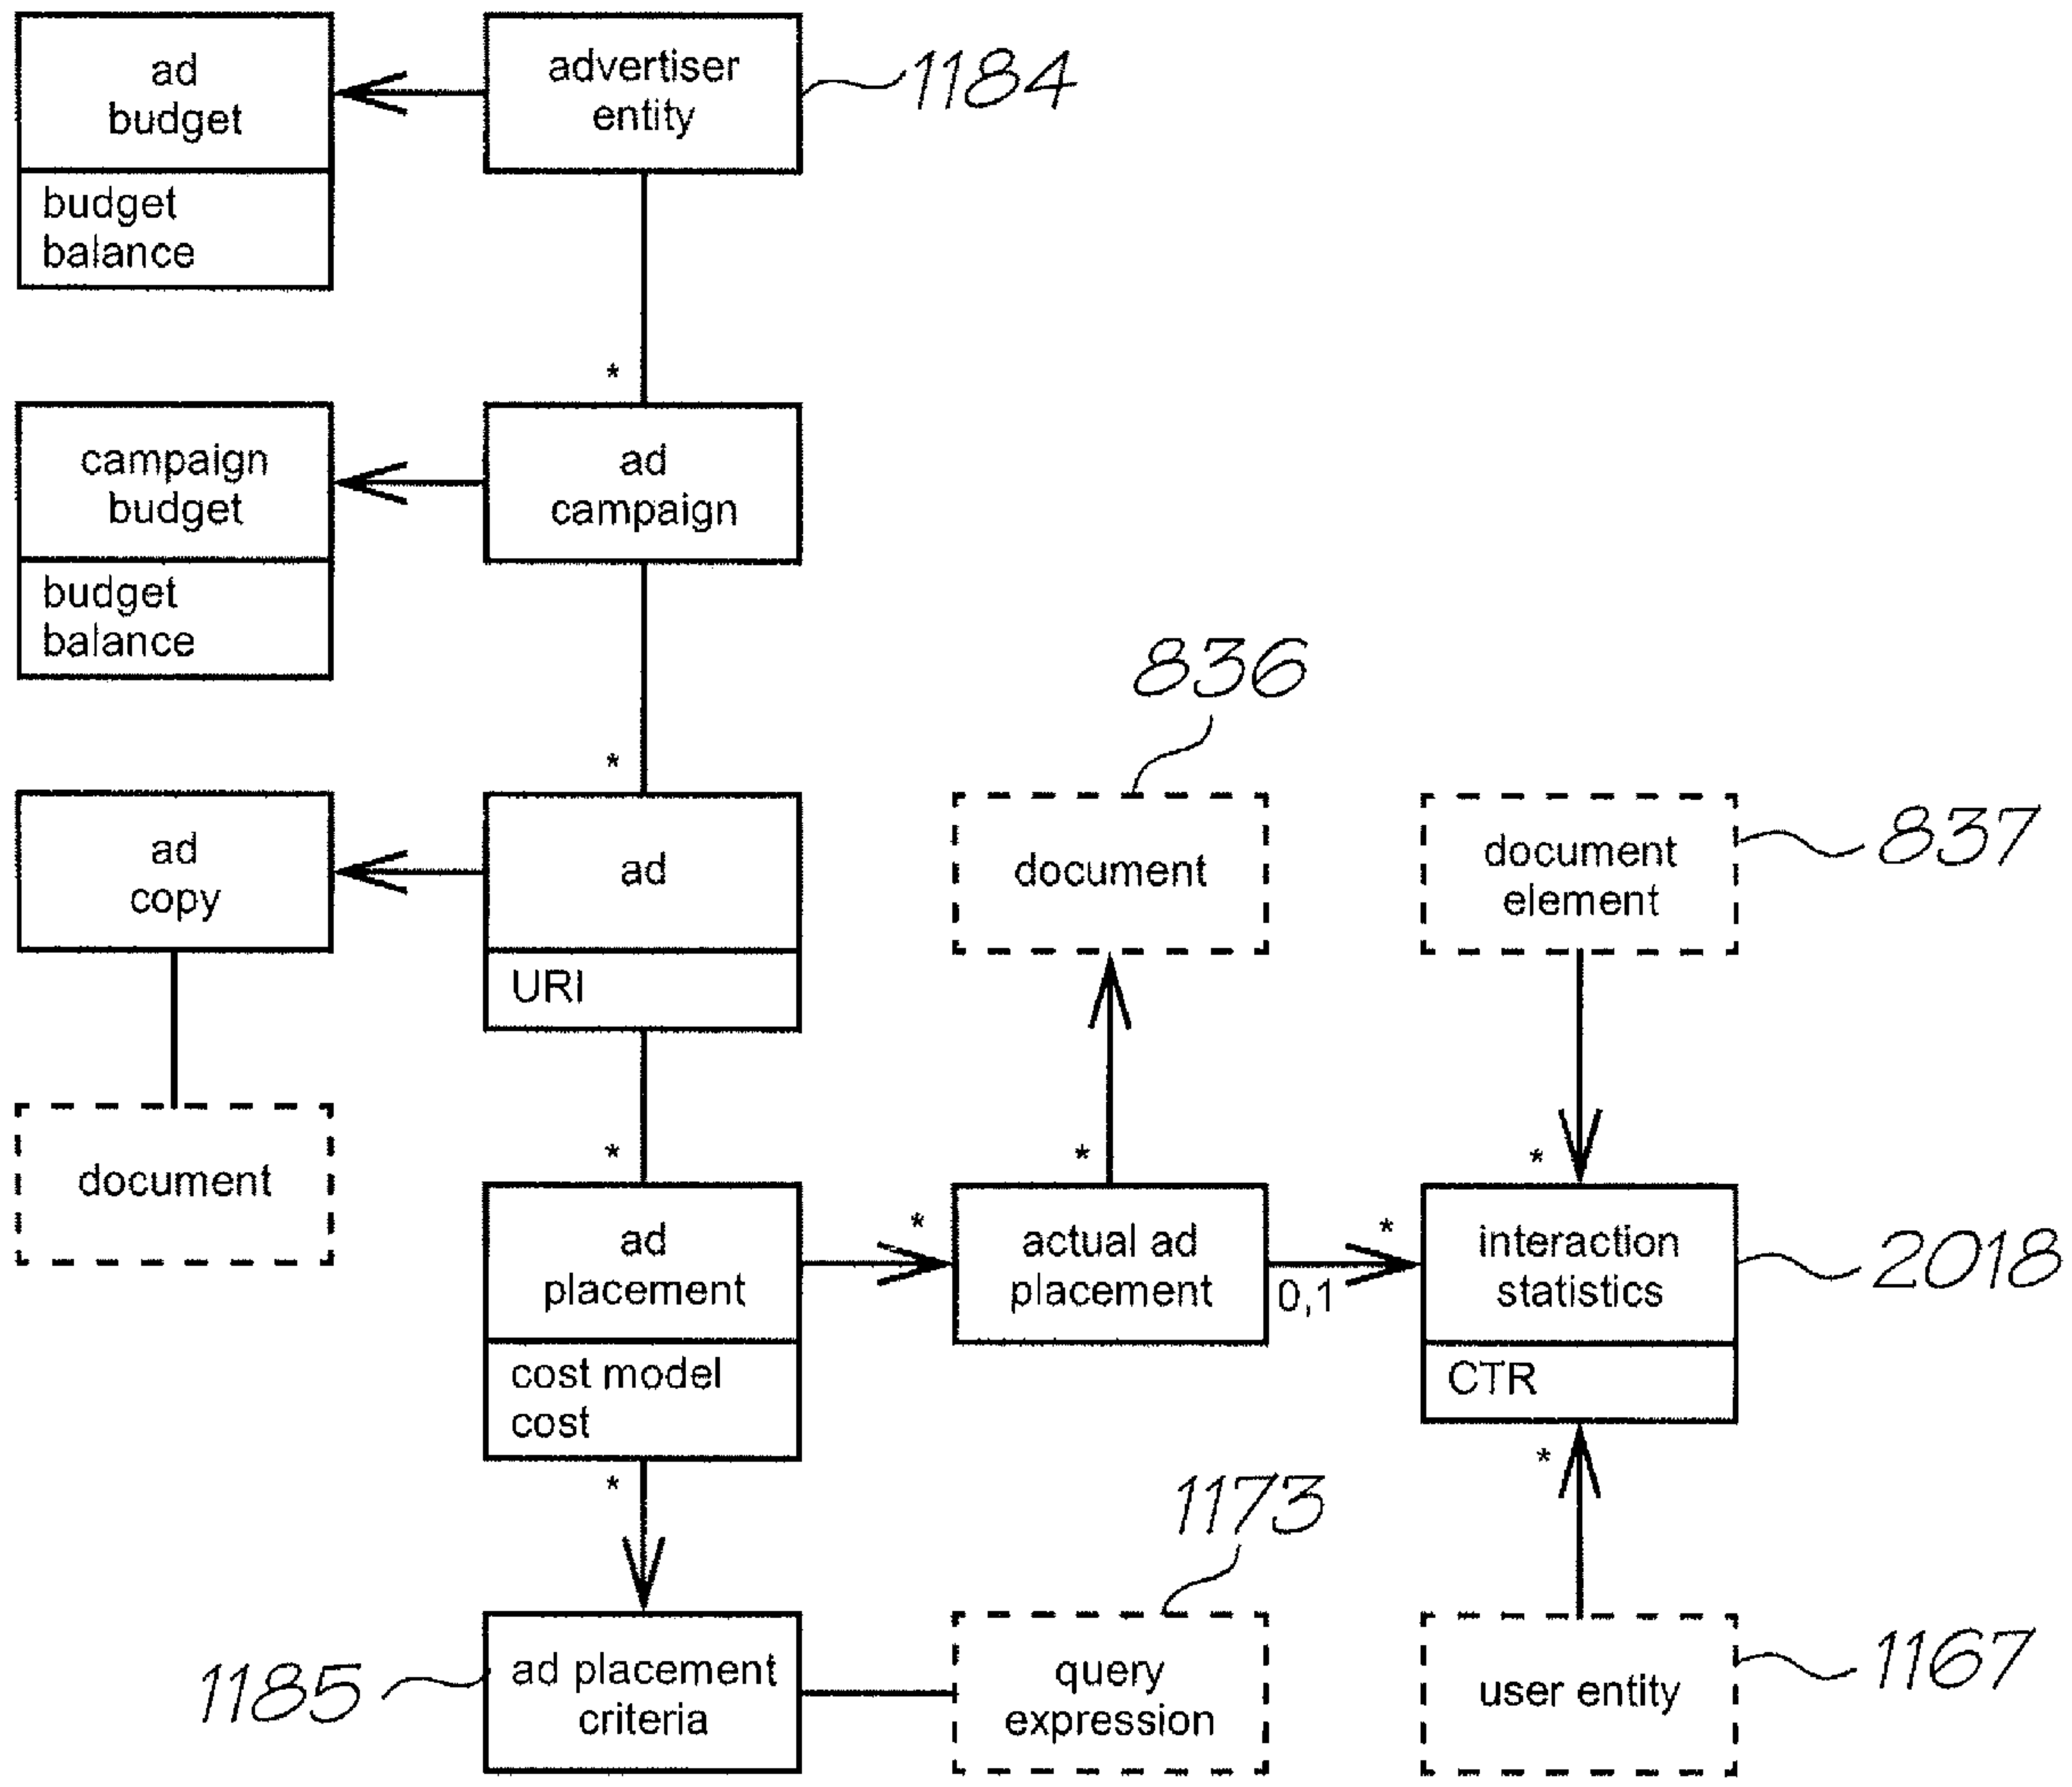 ad
budget
budget
balance
advertiser
entity
1184
*
campaign
budget
budget
balance
ad
campaign
*
836
ad
copy
ad
URI
document
document
element
837
document
*
*
*
ad
placement
cost model
cost
*
actual ad
placement
0,1
*
interaction
statistics
CTR
2018
*
*
1173
1185
ad placement
criteria
query
expression
user entity
1167